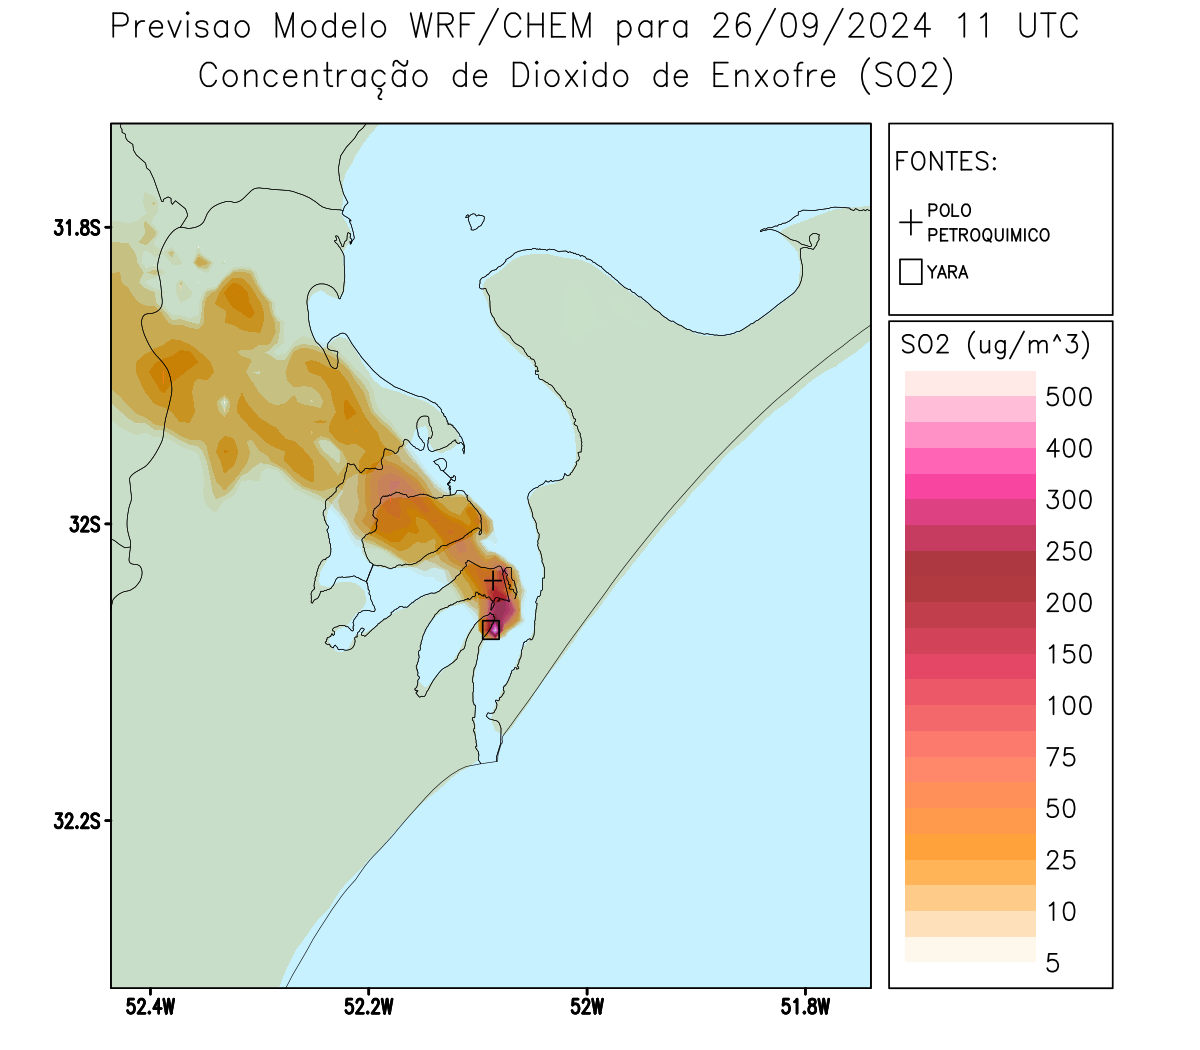 Previsao Modelo WRF/CHEM para 26/09/2024 11 UTC
Concentração de Dioxido de Enxofre (SO2)
FONTES:
POLO
PETROQUIMICO
YARA
SO2 (ug/m^3)
500
400
300
250
200
150
100
75
50
25
10
5
31.8S
32S
32.2S
52.4W
52.2W
52W
51.8W